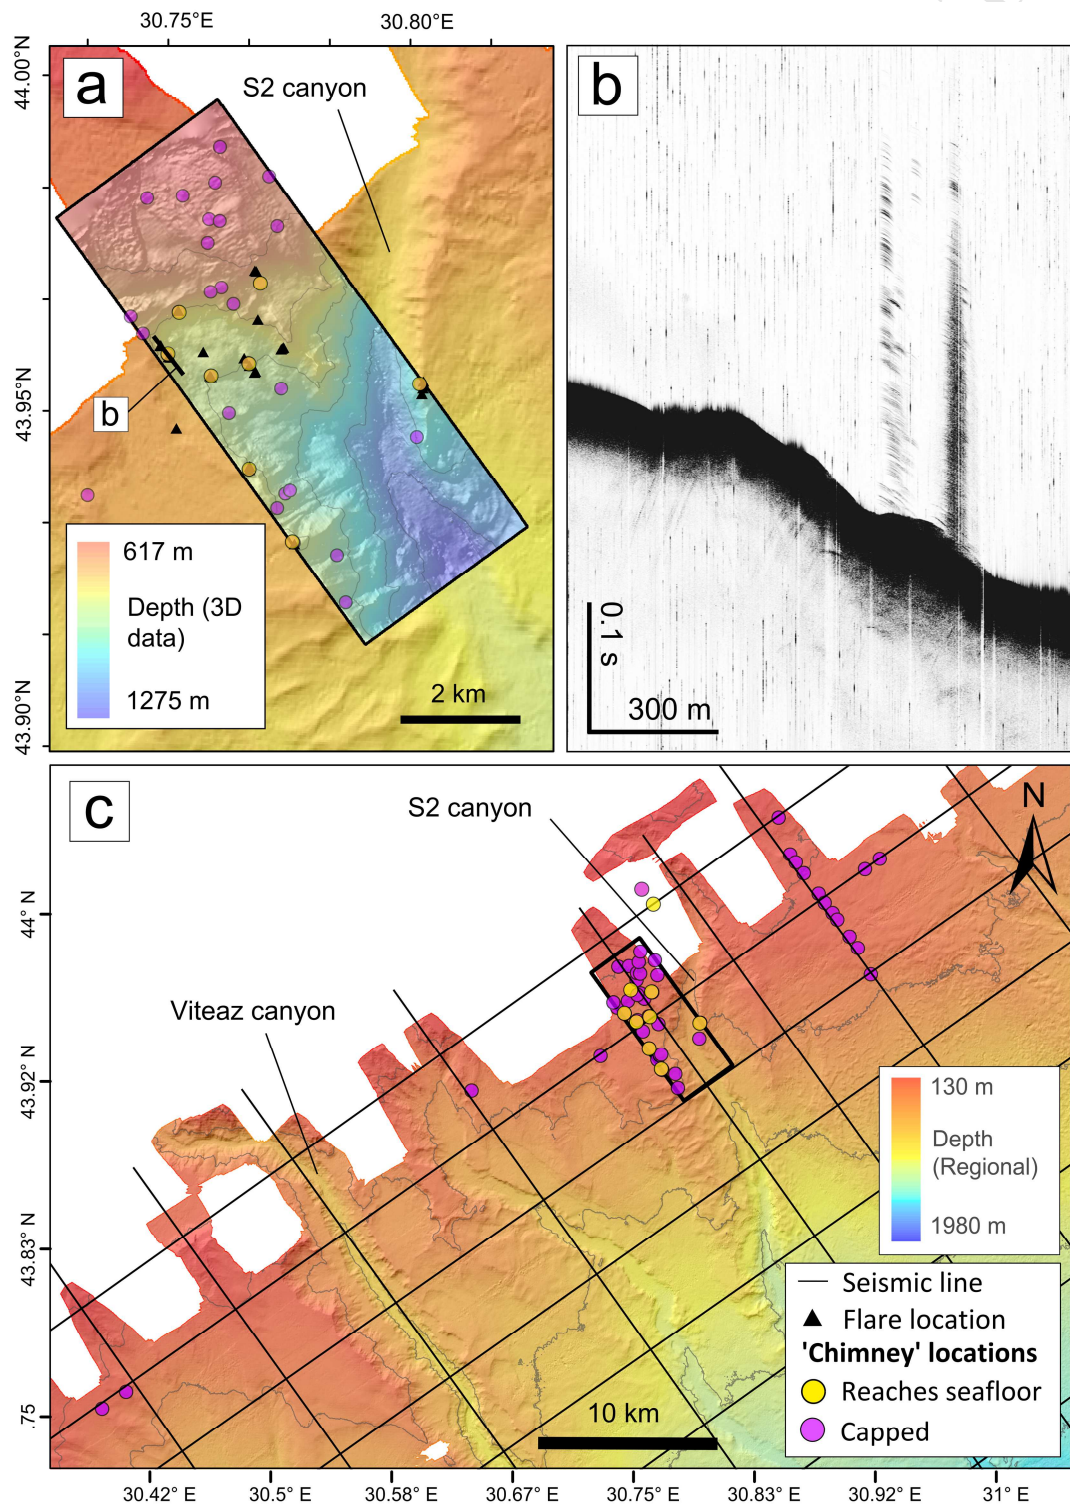 30.75°E
30.80°E
44.00°N
43.95°N
43.90°N
a
S2 canyon
b
617 m
Depth (3D
data)
1275 m
2 km
b
0.1 s
300 m
c
S2 canyon
N
Viteaz canyon
44° N
43.92° N
43.83° N
.75
130 m
Depth
(Regional)
1980 m
Seismic line
Flare location
'Chimney' locations
Reaches seafloor
Capped
10 km
30.42° E
30.5° E
30.58° E
30.67° E
30.75° E
30.83° E
30.92° E
31° E